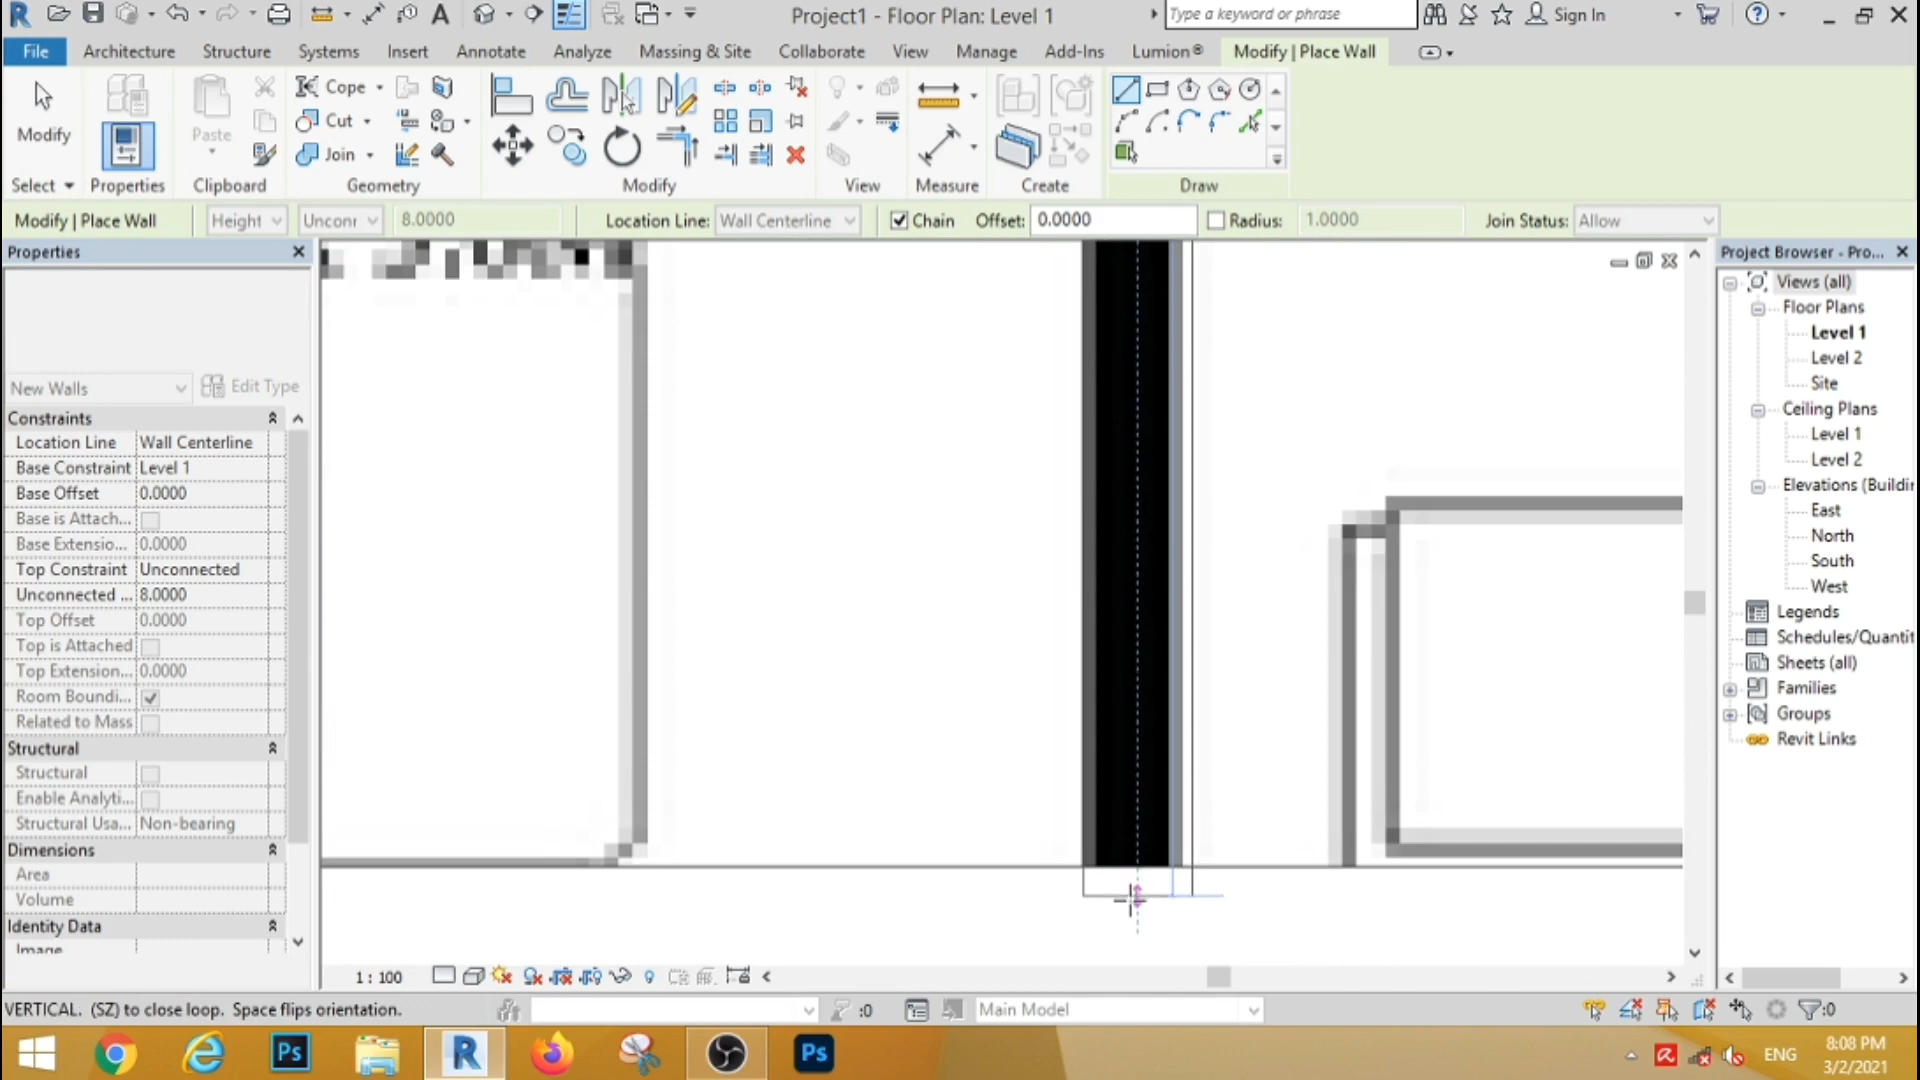 Project1 - Floor Plan: Level 1
Type a keyword or phrase
Sign In
File
Architecture
Structure
Systems
Insert
Annotate
Analyze
Massing & Site
Collaborate
View
Manage
Add-Ins
Lumion®
Modify | Place Wall
Modify
Paste
Cope
Cut
Join
Select
Properties
Clipboard
Geometry
Modify
View
Measure
Create
Draw
Modify | Place Wall
Height
Unconr
8.0000
Location Line:
Wall Centerline
Chain
Offset:
0.0000
Radius:
1.0000
Join Status:
Allow
Properties
New Walls
Edit Type
Constraints
Location Line Wall Centerline
Base Constraint Level 1
Base Offset 0.0000
Base is Attach...
Base Extensio... 0.0000
Top Constraint Unconnected
Unconnected ... 8.0000
Top Offset 0.0000
Top is Attached
Top Extension... 0.0000
Room Boundi...
Related to Mass
Structural
Structural
Enable Analyti...
Structural Usa... Non-bearing
Dimensions
Area
Volume
Identity Data
Image
Project Browser - Pro...
Views (all)
Floor Plans
Level 1
Level 2
Site
Ceiling Plans
Level 1
Level 2
Elevations (Buildir
East
North
South
West
Legends
Schedules/Quantit
Sheets (all)
Families
Groups
Revit Links
1 : 100
VERTICAL. (SZ) to close loop. Space flips orientation.
:0
Main Model
:0
Ps
Ps
ENG
8:08 PM
3/2/2021